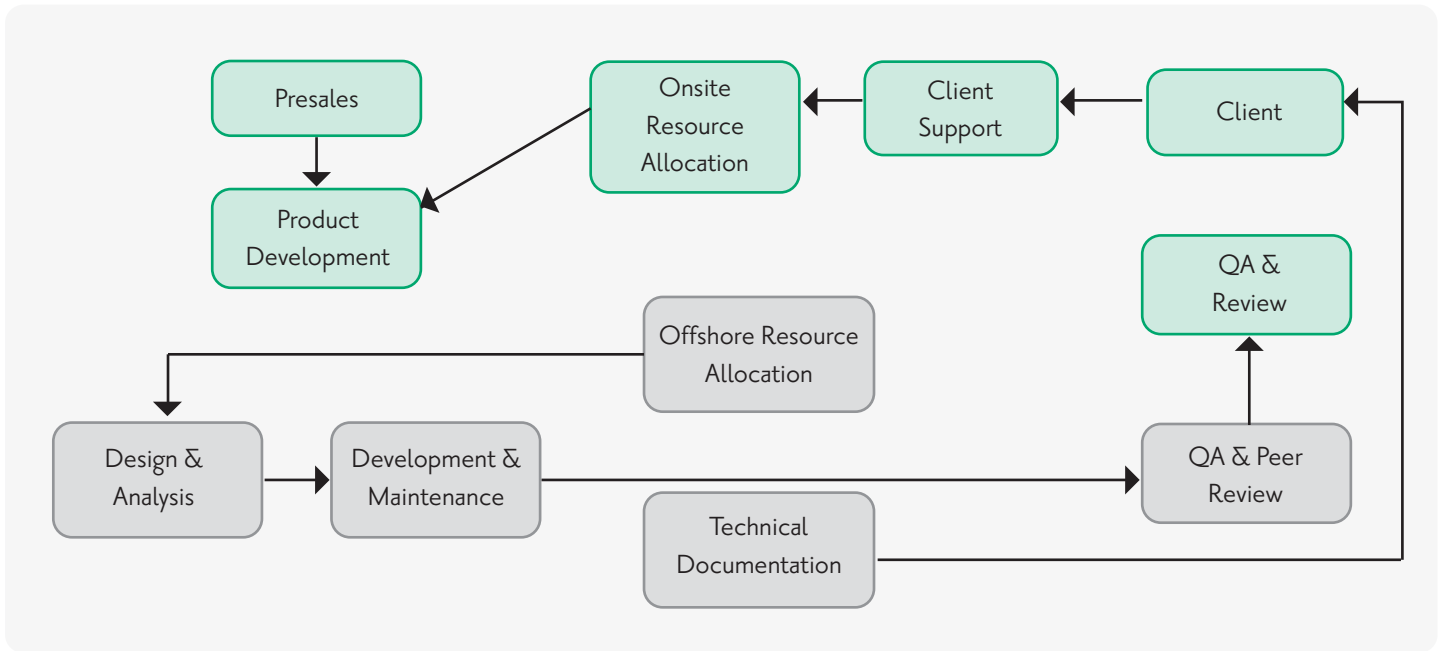 Presales
Onsite
Resource
Allocation
Client
Support
Client
Product
Development
QA &
Review
Offshore Resource
Allocation
Design &
Analysis
Development &
Maintenance
QA & Peer
Review
Technical
Documentation